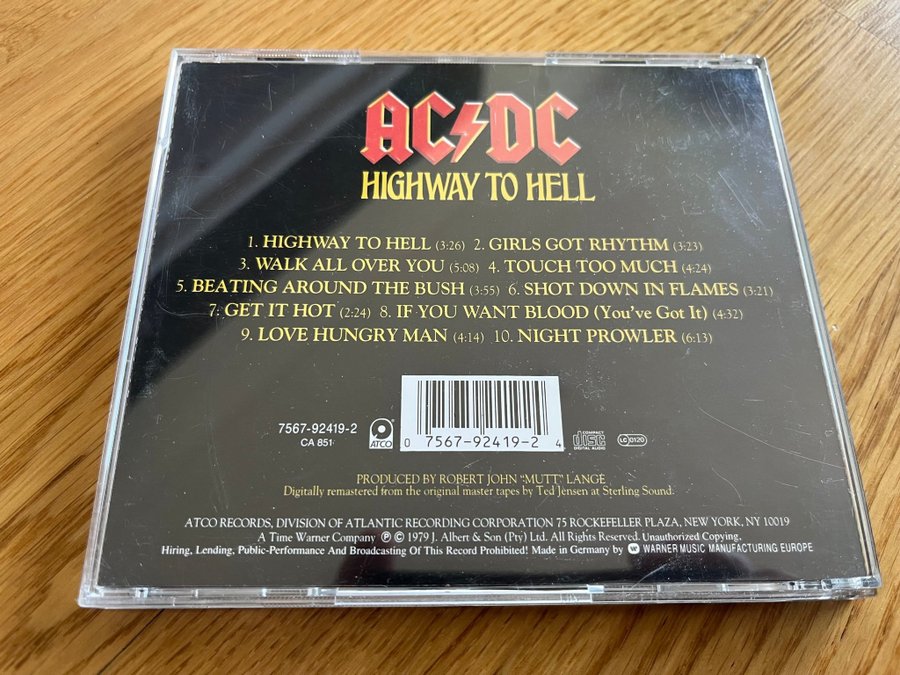 AC DC
HIGHWAY TO HELL
1. HIGHWAY TO HELL (3:26) 2. GIRLS GOT RHYTHM (3:23)
3. WALK ALL OVER YOU (5:08) 4. TOUCH TOO MUCH (4:24)
5. BEATING AROUND THE BUSH (3:55) 6. SHOT DOWN IN FLAMES (3:21)
7. GET IT HOT (2:24) 8. IF YOU WANT BLOOD (You've Got It) (4:32)
9. LOVE HUNGRY MAN (4:14) 10. NIGHT PROWLER (6:13)
7567-92419-2
CA 851
ATCO
0 7567-92419-2 4
COMPACT
disc
DIGITAL AUDIO
LC 0120
PRODUCED BY ROBERT JOHN "MUTT" LANGE
Digitally remastered from the original master tapes by Ted Jensen at Sterling Sound.
ATCO RECORDS, DIVISION OF ATLANTIC RECORDING CORPORATION 75 ROCKEFELLER PLAZA, NEW YORK, NY 10019
A Time Warner Company ℗ © 1979 J. Albert & Son (Pty) Ltd. All Rights Reserved. Unauthorized Copying,
Hiring, Lending, Public-Performance And Broadcasting Of This Record Prohibited! Made in Germany by WARNER MUSIC MANUFACTURING EUROPE